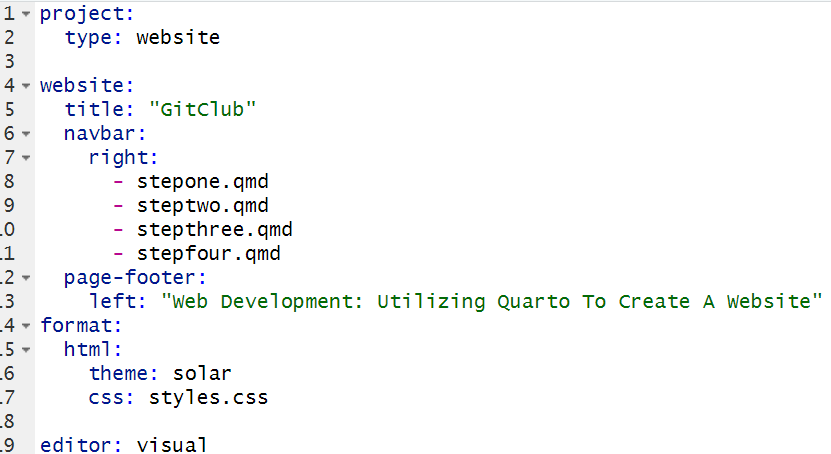 1 project:
2   type: website
3
4 website:
5   title: "GitClub"
6   navbar:
7     right:
8       - stepone.qmd
9       - steptwo.qmd
.0       - stepthree.qmd
.1       - stepfour.qmd
.2   page-footer:
.3     left: "Web Development: Utilizing Quarto To Create A Website"
.4 format:
.5   html:
.6     theme: solar
.7     css: styles.css
.8
.9 editor: visual